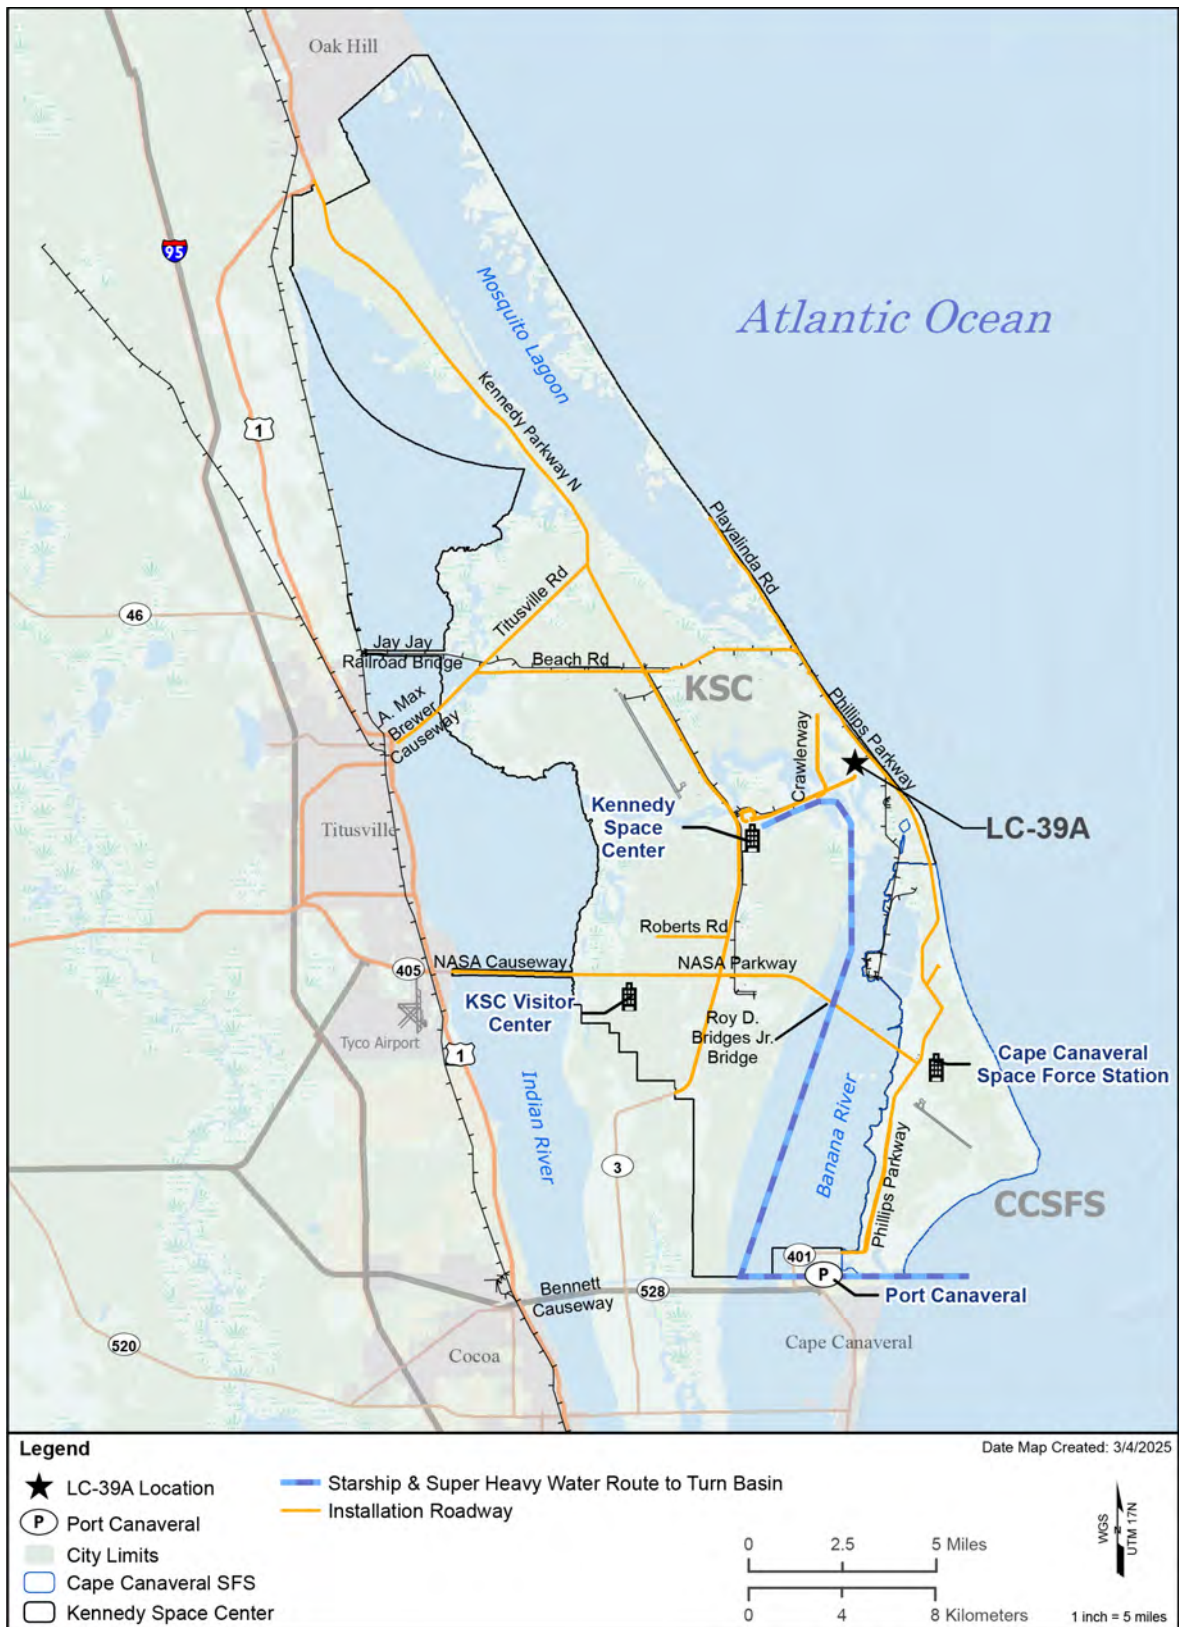 Oak Hill
95
Mosquito Lagoon
Atlantic Ocean
1
Kennedy Parkway N
Playalinda Rd
46
Titusville Rd
Jay Jay
Railroad Bridge
Beach Rd
KSC
A. Max
Brewer
Causeway
Phillips Parkway
Crawlerway
Kennedy
Space
Center
LC-39A
Titusville
Roberts Rd
405
NASA Causeway
NASA Parkway
KSC Visitor
Center
Roy D.
Bridges Jr.
Bridge
Tyco Airport
1
Cape Canaveral
Space Force Station
Indian River
Banana River
3
Phillips Parkway
CCSFS
401
P
Port Canaveral
Bennett
Causeway
528
520
Cocoa
Cape Canaveral
Legend
Date Map Created: 3/4/2025
LC-39A Location
Starship & Super Heavy Water Route to Turn Basin
P
Port Canaveral
Installation Roadway
City Limits
Cape Canaveral SFS
Kennedy Space Center
0 2.5 5 Miles
0 4 8 Kilometers
WGS
N
UTM 17N
1 inch = 5 miles